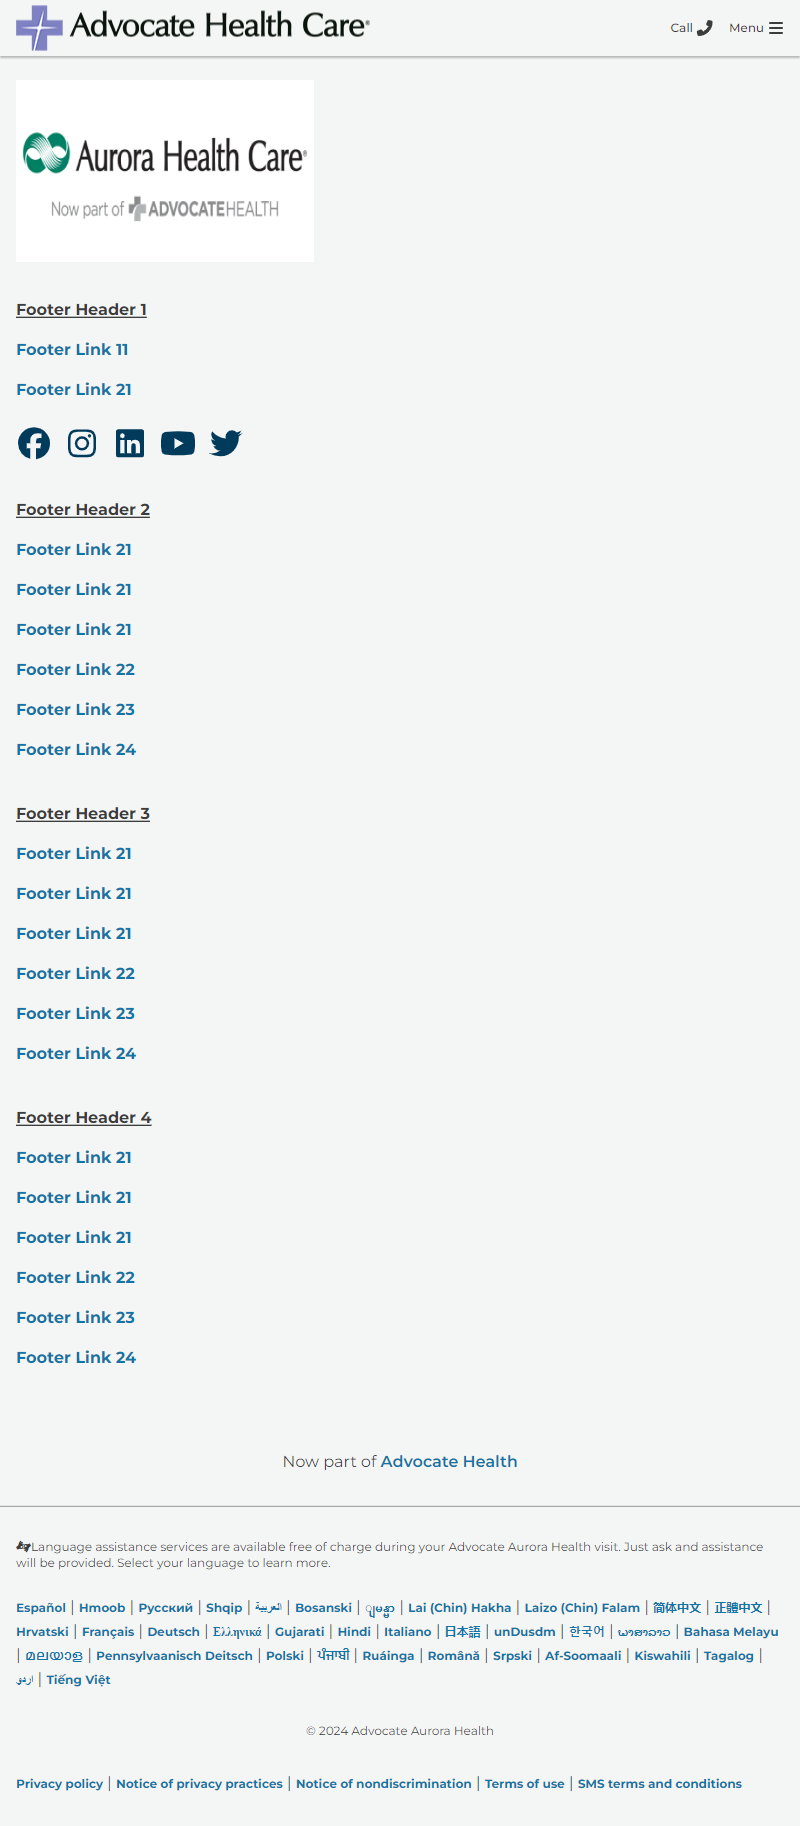 Advocate Health Care®
Call
Menu
Aurora Health Care®
Now part of ADVOCATEHEALTH
Footer Header 1
Footer Link 11
Footer Link 21
Footer Header 2
Footer Link 21
Footer Link 21
Footer Link 21
Footer Link 22
Footer Link 23
Footer Link 24
Footer Header 3
Footer Link 21
Footer Link 21
Footer Link 21
Footer Link 22
Footer Link 23
Footer Link 24
Footer Header 4
Footer Link 21
Footer Link 21
Footer Link 21
Footer Link 22
Footer Link 23
Footer Link 24
Now part of Advocate Health
Language assistance services are available free of charge during your Advocate Aurora Health visit. Just ask and assistance
will be provided. Select your language to learn more.
Español | Hmoob | Русский | Shqip | العربية | Bosanski | ျမန္မာ | Lai (Chin) Hakha | Laizo (Chin) Falam | 简体中文 | 正體中文 |
Hrvatski | Français | Deutsch | Ελληνικά | Gujarati | Hindi | Italiano | 日本語 | unDusdm | 한국어 | ພາສາລາວ | Bahasa Melayu
| മലയാള | Pennsylvaanisch Deitsch | Polski | ਪੰਜਾਬੀ | Ruáinga | Română | Srpski | Af-Soomaali | Kiswahili | Tagalog |
اردو | Tiếng Việt
© 2024 Advocate Aurora Health
Privacy policy | Notice of privacy practices | Notice of nondiscrimination | Terms of use | SMS terms and conditions